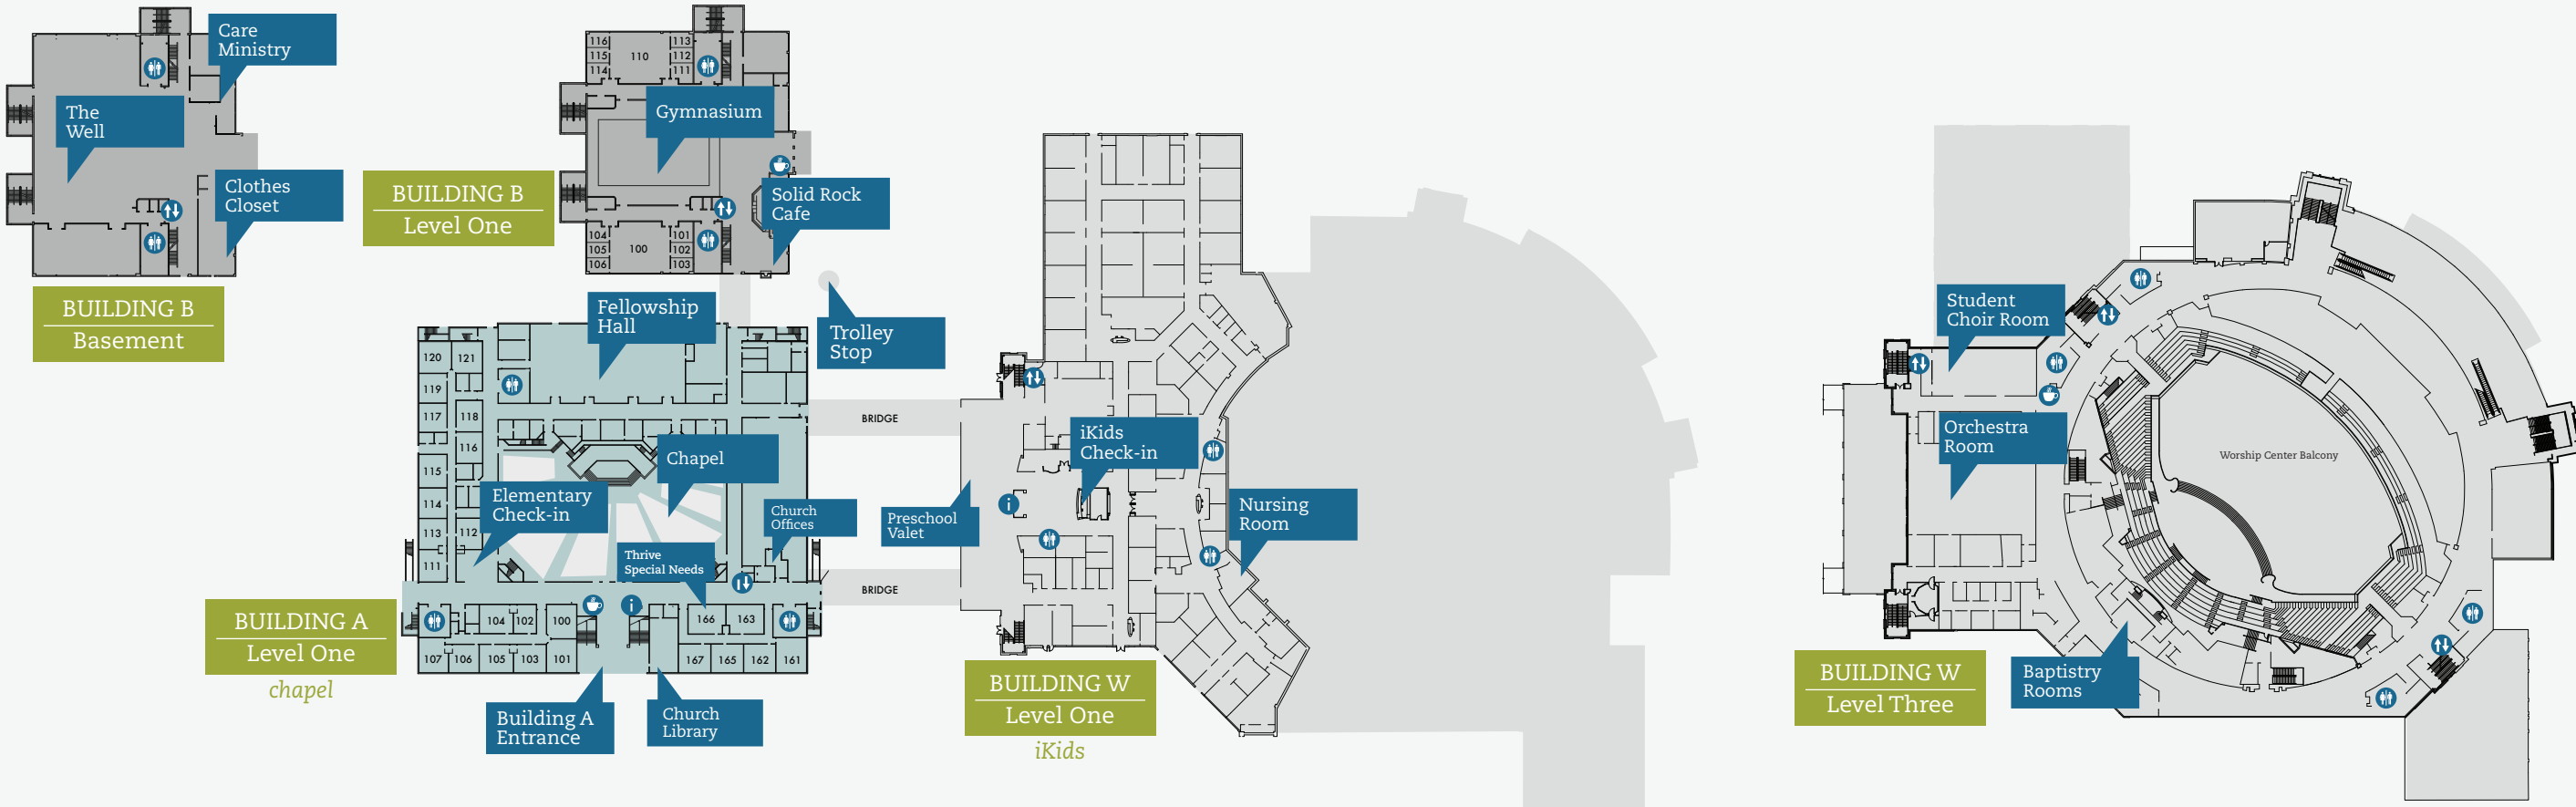 Care
Ministry
The
Well
Clothes
Closet
BUILDING B
Basement
BUILDING B
Level One
116
115
114
110
113
112
111
Gymnasium
Solid Rock
Cafe
104
105
106
100
101
102
103
Trolley
Stop
Fellowship
Hall
120
121
119
117
118
116
115
114
113
112
111
Chapel
Elementary
Check-in
Church
Offices
Thrive
Special Needs
104
102
100
166
163
107
106
105
103
101
167
165
162
161
BUILDING A
Level One
chapel
Building A
Entrance
Church
Library
BRIDGE
BRIDGE
Preschool
Valet
i
i
iKids
Check-in
Nursing
Room
BUILDING W
Level One
iKids
Student
Choir Room
Orchestra
Room
Worship Center Balcony
Baptistry
Rooms
BUILDING W
Level Three